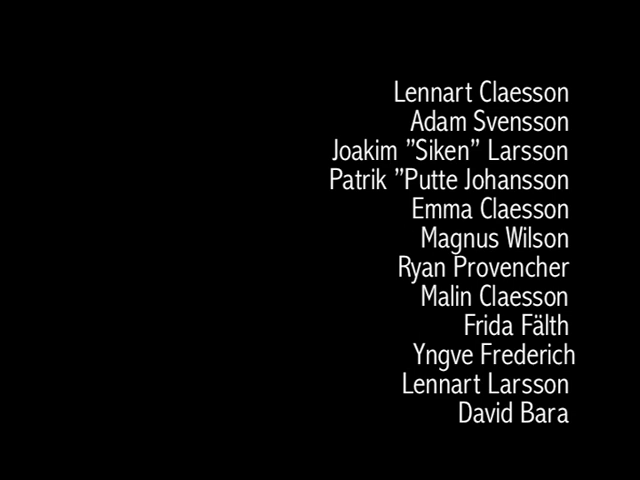 Lennart Claesson
Adam Svensson
Joakim ”Siken” Larsson
Patrik ”Putte Johansson
Emma Claesson
Magnus Wilson
Ryan Provencher
Malin Claesson
Frida Fälth
Yngve Frederich
Lennart Larsson
David Bara